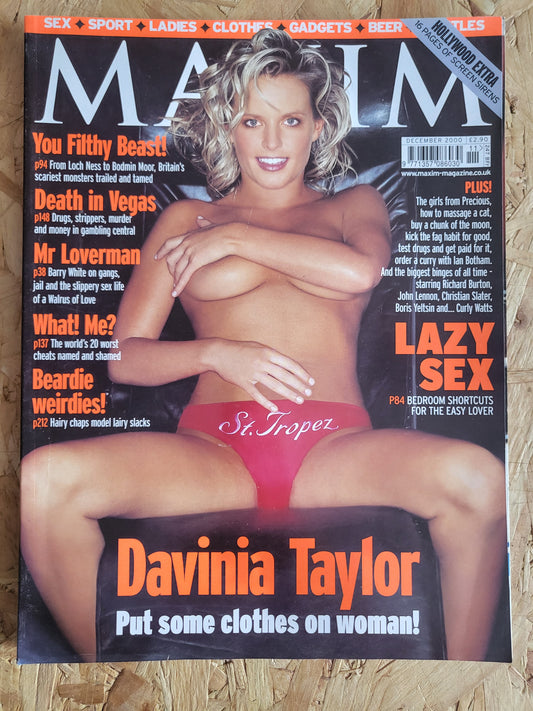 SEX ✦ SPORT ✦ LADIES ✦ CLOTHES ✦ GADGETS ✦ BEER
MAXIM
HOLLYWOOD EXTRA
16 PAGES OF SCREEN SIRENS
DECEMBER 2000 £2.90
9 771357 086030
11
www.maxim-magazine.co.uk
You Filthy Beast!
p94 From Loch Ness to Bodmin Moor, Britain's
scariest monsters trailed and tamed
Death in Vegas
p148 Drugs, strippers, murder
and money in gambling central
Mr Loverman
p38 Barry White on gangs,
jail and the slippery sex life
of a Walrus of Love
What! Me?
p137 The world's 20 worst
cheats named and shamed
Beardie
weirdies!
p212 Hairy chaps model lairy slacks
PLUS!
The girls from Precious,
how to massage a cat,
buy a chunk of the moon,
kick the fag habit for good,
test drugs and get paid for it,
order a curry with Ian Botham.
And the biggest binges of all time -
starring Richard Burton,
John Lennon, Christian Slater,
Boris Yeltsin and... Curly Watts
LAZY
SEX
P84 BEDROOM SHORTCUTS
FOR THE EASY LOVER
St. Tropez
Davinia Taylor
Put some clothes on woman!